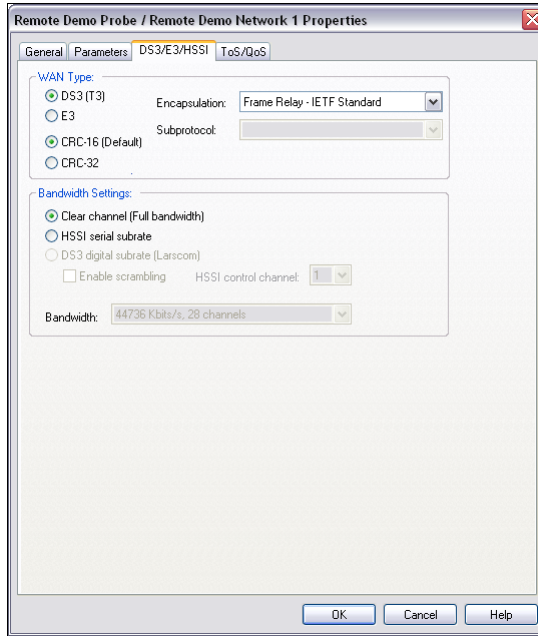 Remote Demo Probe / Remote Demo Network 1 Properties
General Parameters DS3/E3/HSSI ToS/QoS
WAN Type:
DS3 (T3)
Encapsulation: Frame Relay - IETF Standard
E3
Subprotocol:
CRC-16 (Default)
CRC-32
Bandwidth Settings:
Clear channel (Full bandwidth)
HSSI serial subrate
DS3 digital subrate (Larscom)
Enable scrambling HSSI control channel: 1
Bandwidth: 44736 Kbits/s, 28 channels
OK Cancel Help